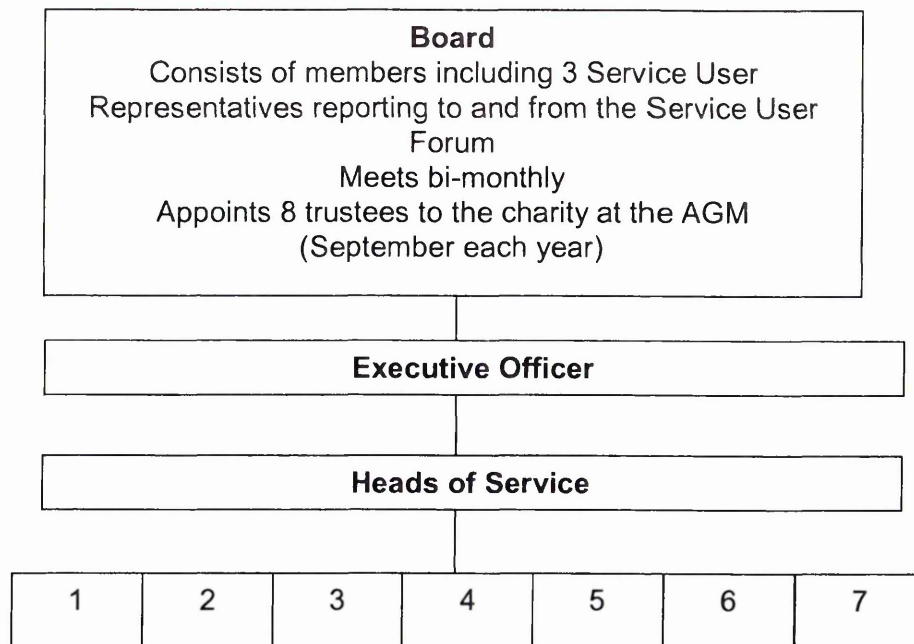 Board
Consists of members including 3 Service User
Representatives reporting to and from the Service User
Forum
Meets bi-monthly
Appoints 8 trustees to the charity at the AGM
(September each year)
Executive Officer
Heads of Service
1 2 3 4 5 6 7